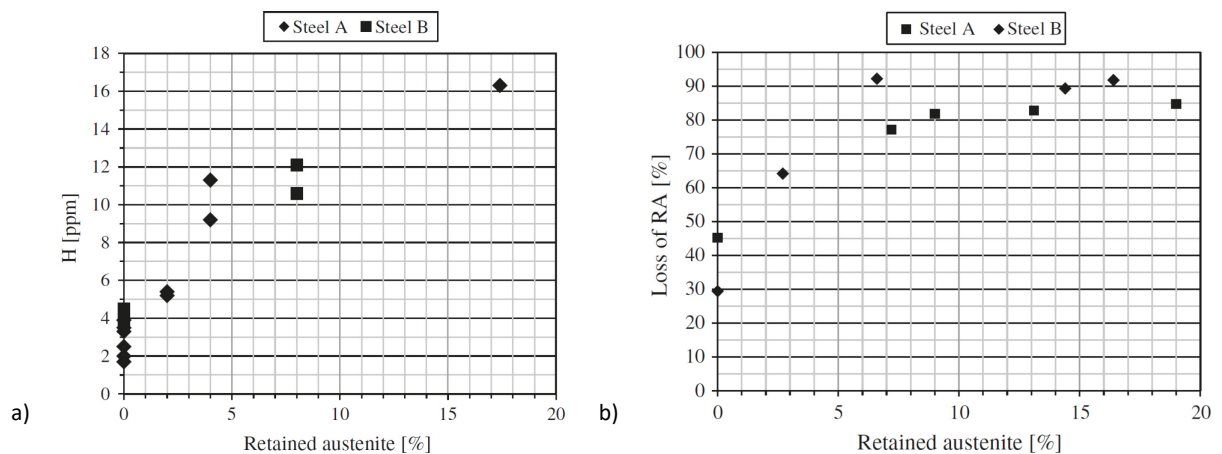 Steel A Steel B
18
16
14
12
10
8
6
4
2
0
H [ppm]
0 5 10 15 20
Retained austenite [%]
a)
Steel A Steel B
100
90
80
70
60
50
40
30
20
10
0
Loss of RA [%]
0 5 10 15 20
Retained austenite [%]
b)